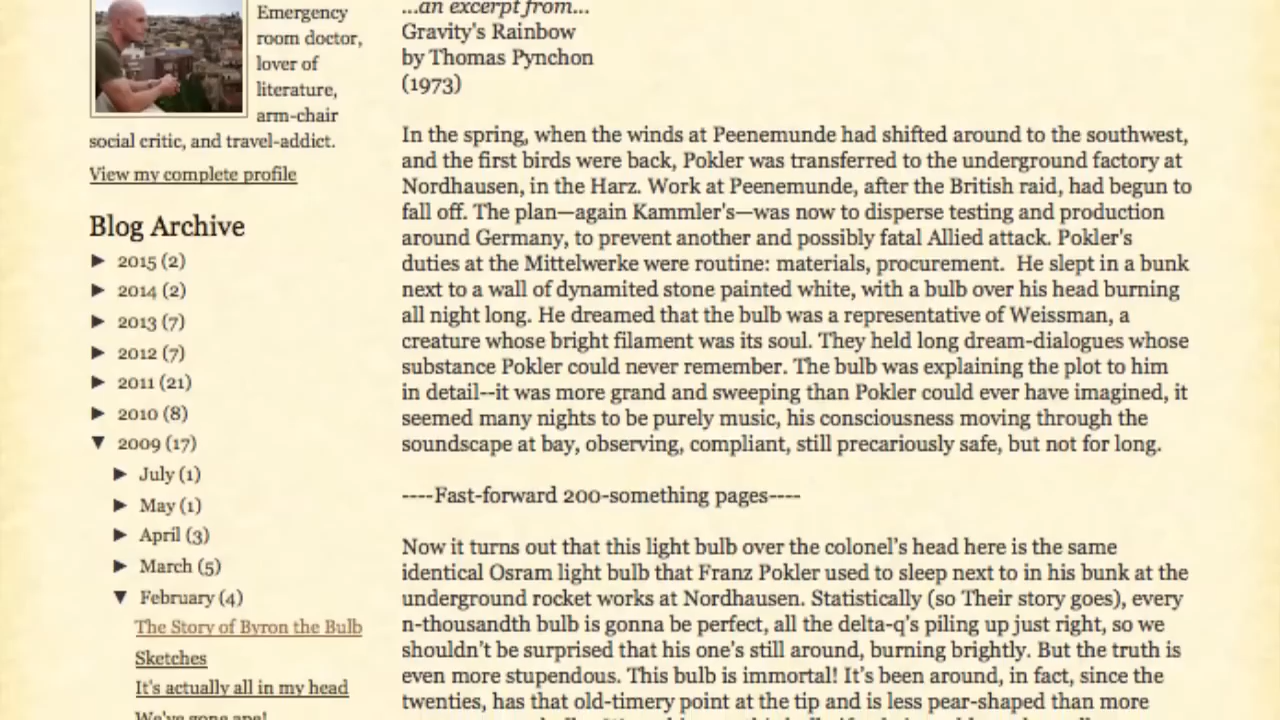 Emergency
room doctor,
lover of
literature,
arm-chair
social critic, and travel-addict.
View my complete profile
Blog Archive
► 2015 (2)
► 2014 (2)
► 2013 (7)
► 2012 (7)
► 2011 (21)
► 2010 (8)
▼ 2009 (17)
► July (1)
► May (1)
► April (3)
► March (5)
▼ February (4)
The Story of Byron the Bulb
Sketches
It's actually all in my head
We've gone ape!
...an excerpt from...
Gravity's Rainbow
by Thomas Pynchon
(1973)
In the spring, when the winds at Peenemunde had shifted around to the southwest,
and the first birds were back, Pokler was transferred to the underground factory at
Nordhausen, in the Harz. Work at Peenemunde, after the British raid, had begun to
fall off. The plan—again Kammler's—was now to disperse testing and production
around Germany, to prevent another and possibly fatal Allied attack. Pokler's
duties at the Mittelwerke were routine: materials, procurement.  He slept in a bunk
next to a wall of dynamited stone painted white, with a bulb over his head burning
all night long. He dreamed that the bulb was a representative of Weissman, a
creature whose bright filament was its soul. They held long dream-dialogues whose
substance Pokler could never remember. The bulb was explaining the plot to him
in detail--it was more grand and sweeping than Pokler could ever have imagined, it
seemed many nights to be purely music, his consciousness moving through the
soundscape at bay, observing, compliant, still precariously safe, but not for long.
----Fast-forward 200-something pages----
Now it turns out that this light bulb over the colonel's head here is the same
identical Osram light bulb that Franz Pokler used to sleep next to in his bunk at the
underground rocket works at Nordhausen. Statistically (so Their story goes), every
n-thousandth bulb is gonna be perfect, all the delta-q's piling up just right, so we
shouldn't be surprised that his one's still around, burning brightly. But the truth is
even more stupendous. This bulb is immortal! It's been around, in fact, since the
twenties, has that old-timery point at the tip and is less pear-shaped than more